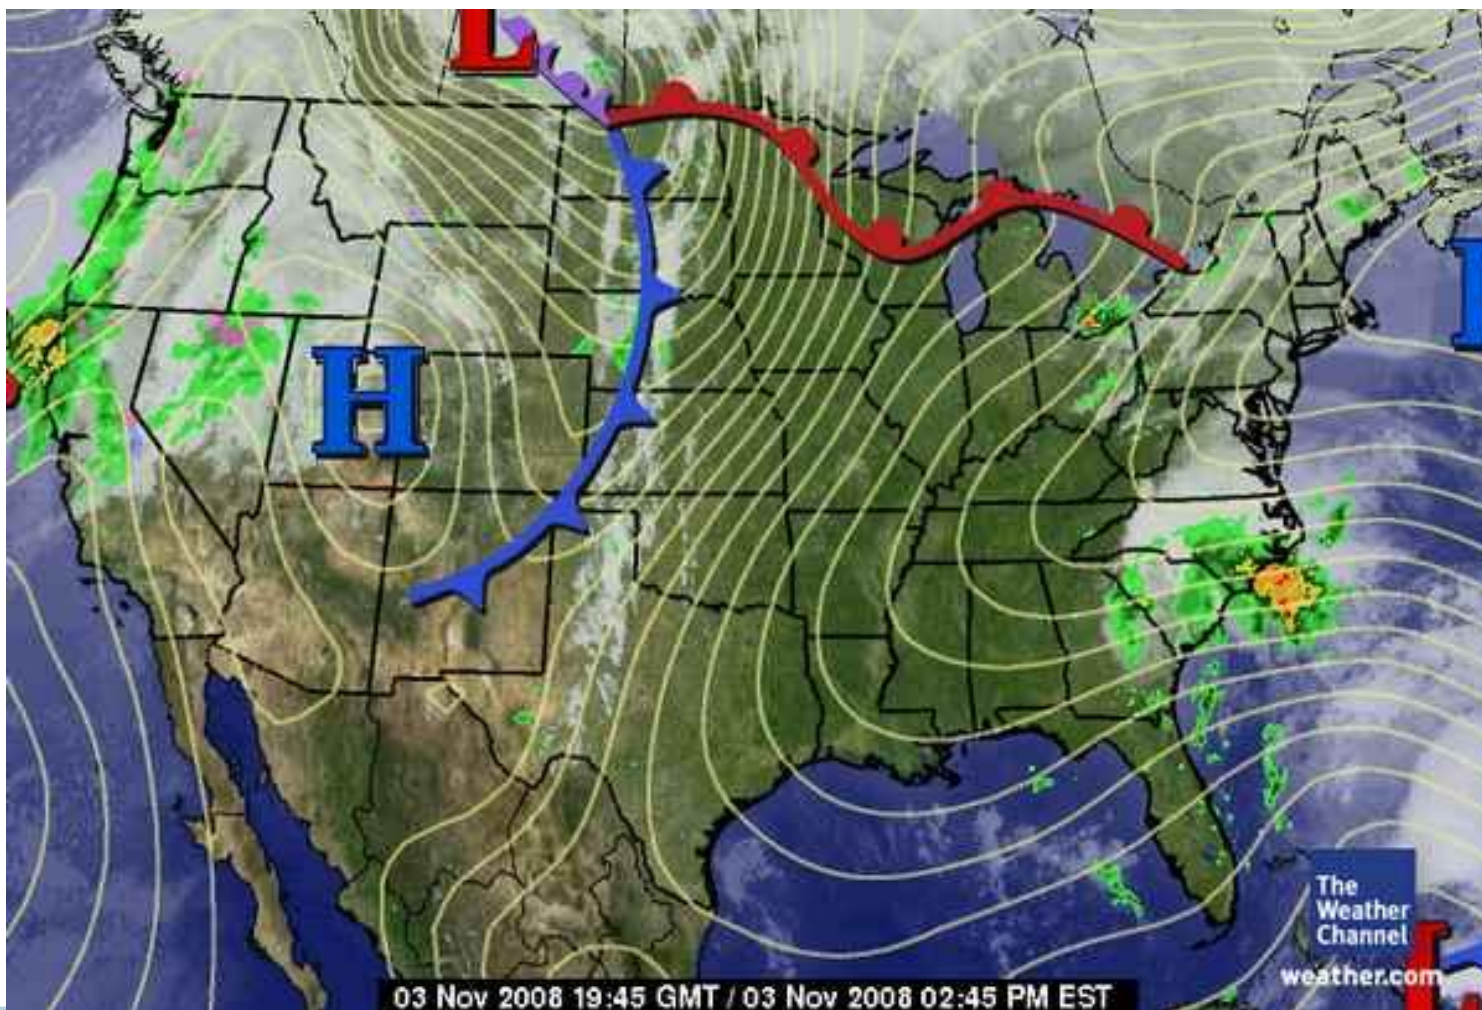 L
H
The
Weather
Channel
weather.com
L
03 Nov 2008 19:45 GMT / 03 Nov 2008 02:45 PM EST